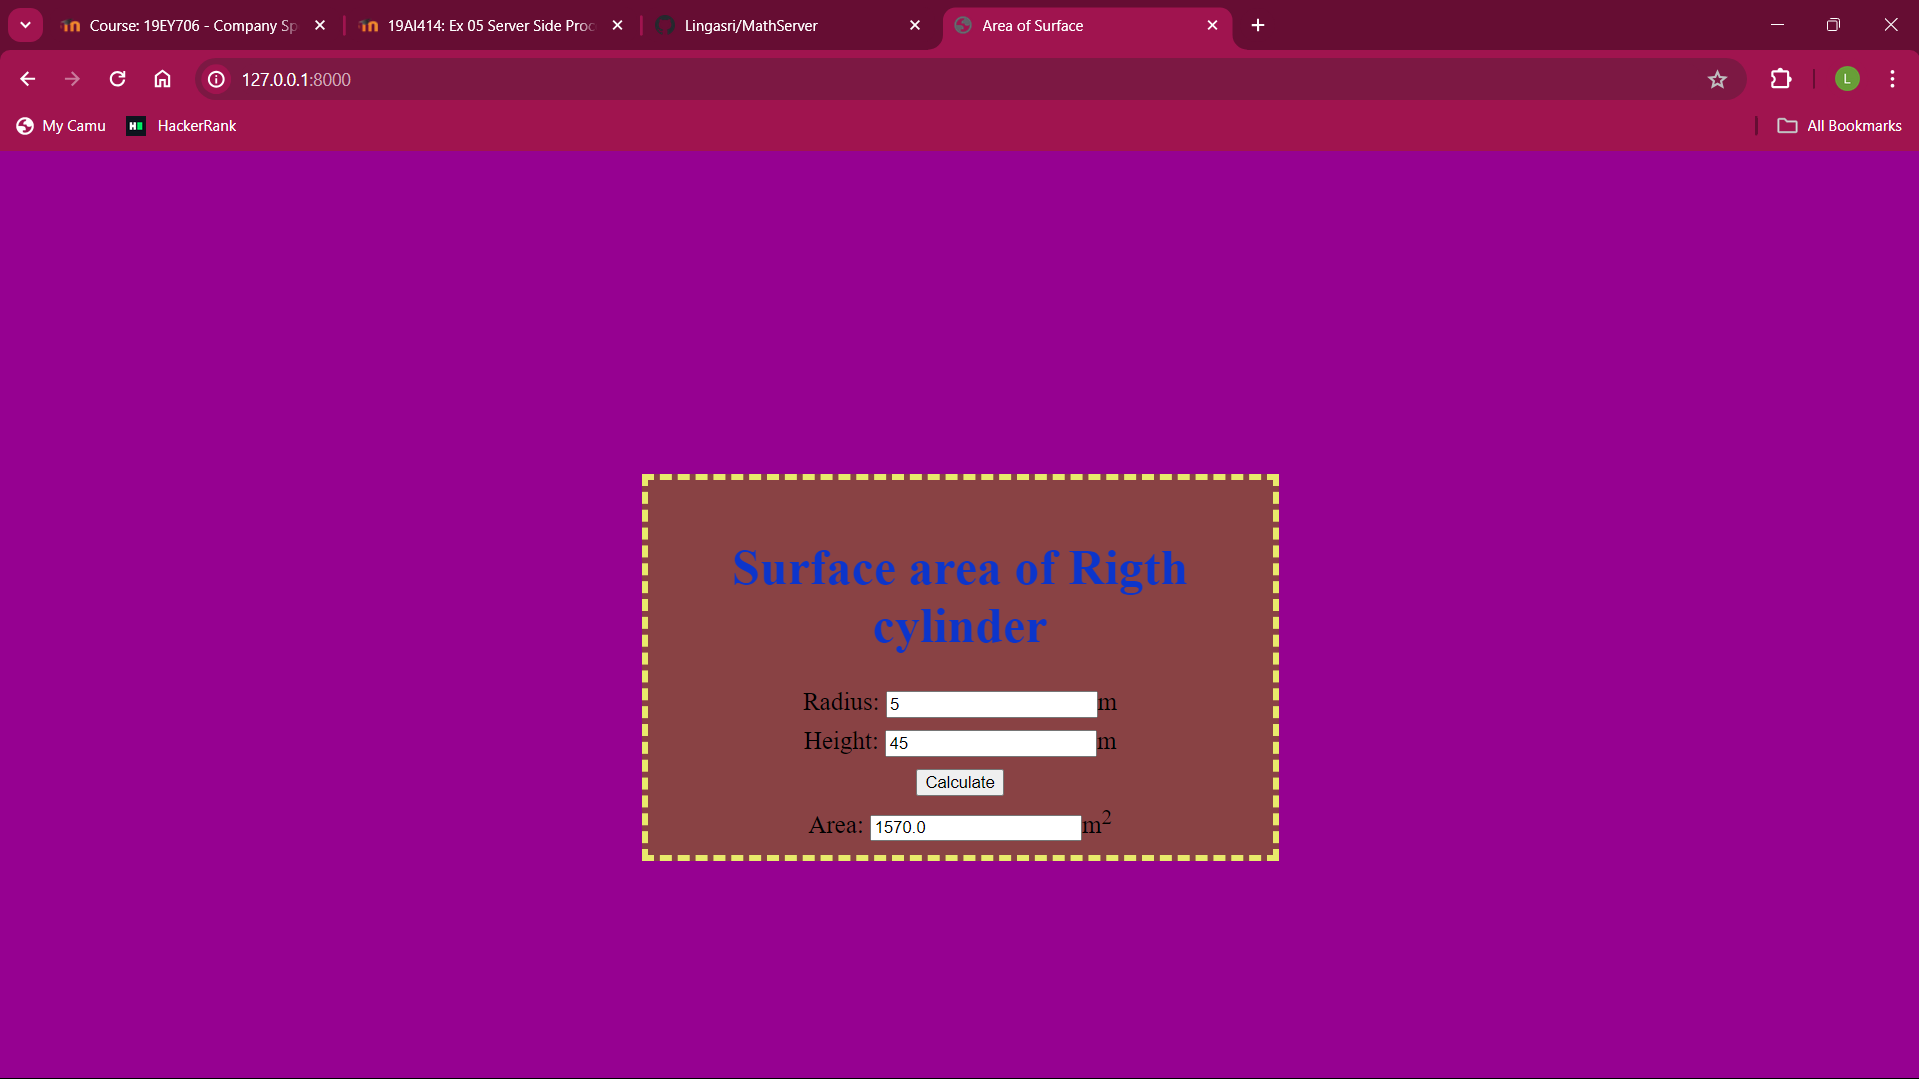 Course: 19EY706 - Company Sp
19AI414: Ex 05 Server Side Proc
Lingasri/MathServer
Area of Surface
127.0.0.1:8000
L
My Camu
HackerRank
All Bookmarks
Surface area of Rigth
cylinder
Radius: 5 m
Height: 45 m
Calculate
Area: 1570.0 m2